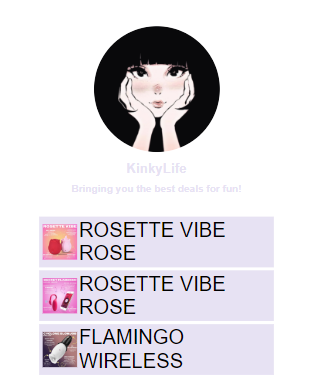 KinkyLife
Bringing you the best deals for fun!
ROSETTE VIBE
ROSE
ROSETTE VIBE
ROSE
FLAMINGO
WIRELESS